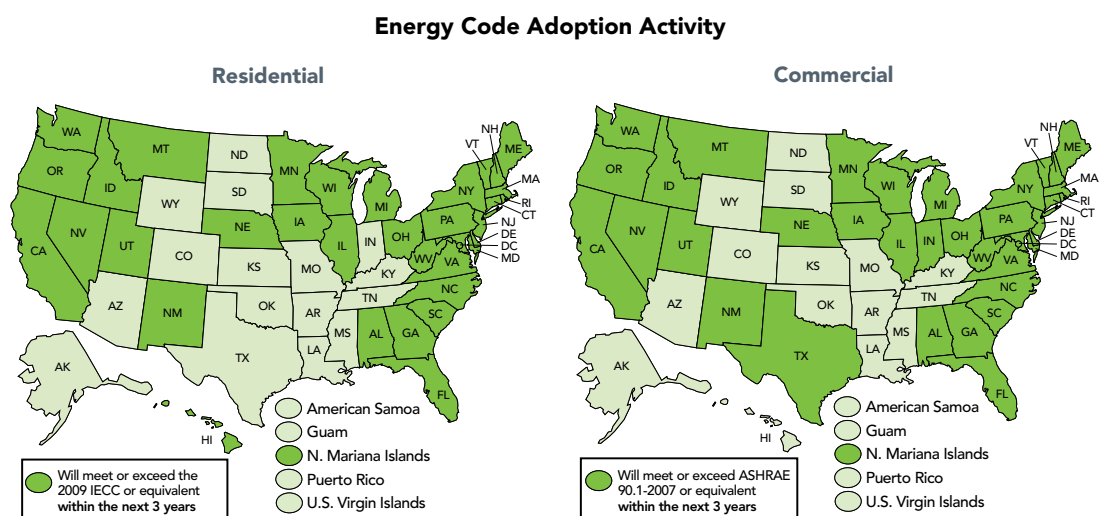 Energy Code Adoption Activity
Residential
WA
OR
ID
MT
ND
SD
WY
NV
UT
CA
CO
AZ
NM
NE
KS
OK
TX
MN
IA
MO
AR
LA
WI
IL
MI
IN
OH
KY
TN
MS
AL
GA
FL
SC
NC
VA
WV
PA
NY
VT
NH
ME
MA
RI
CT
NJ
DE
DC
MD
AK
HI
American Samoa
Guam
N. Mariana Islands
Puerto Rico
U.S. Virgin Islands
Will meet or exceed the
2009 IECC or equivalent
within the next 3 years
Commercial
WA
OR
ID
MT
ND
SD
WY
NV
UT
CA
CO
AZ
NM
NE
KS
OK
TX
MN
IA
MO
AR
LA
WI
IL
MI
IN
OH
KY
TN
MS
AL
GA
FL
SC
NC
VA
WV
PA
NY
VT
NH
ME
MA
RI
CT
NJ
DE
DC
MD
AK
HI
American Samoa
Guam
N. Mariana Islands
Puerto Rico
U.S. Virgin Islands
Will meet or exceed ASHRAE
90.1-2007 or equivalent
within the next 3 years